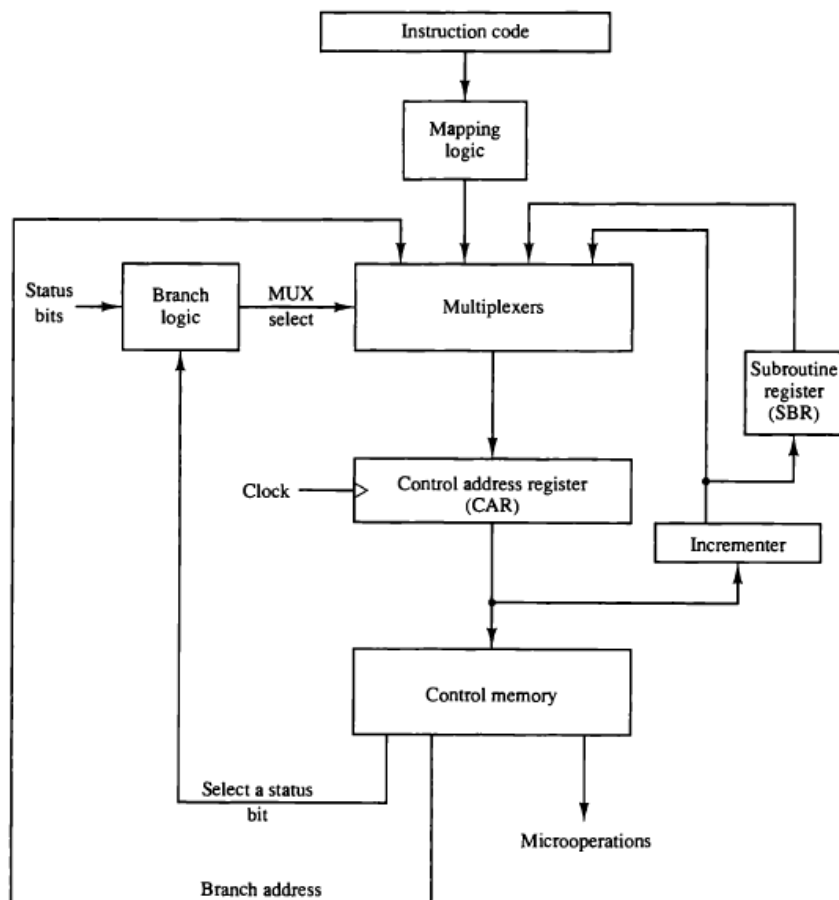 Instruction code
Mapping
logic
Status
bits
Branch
logic
MUX
select
Multiplexers
Subroutine
register
(SBR)
Clock
Control address register
(CAR)
Incrementer
Control memory
Select a status
bit
Microoperations
Branch address